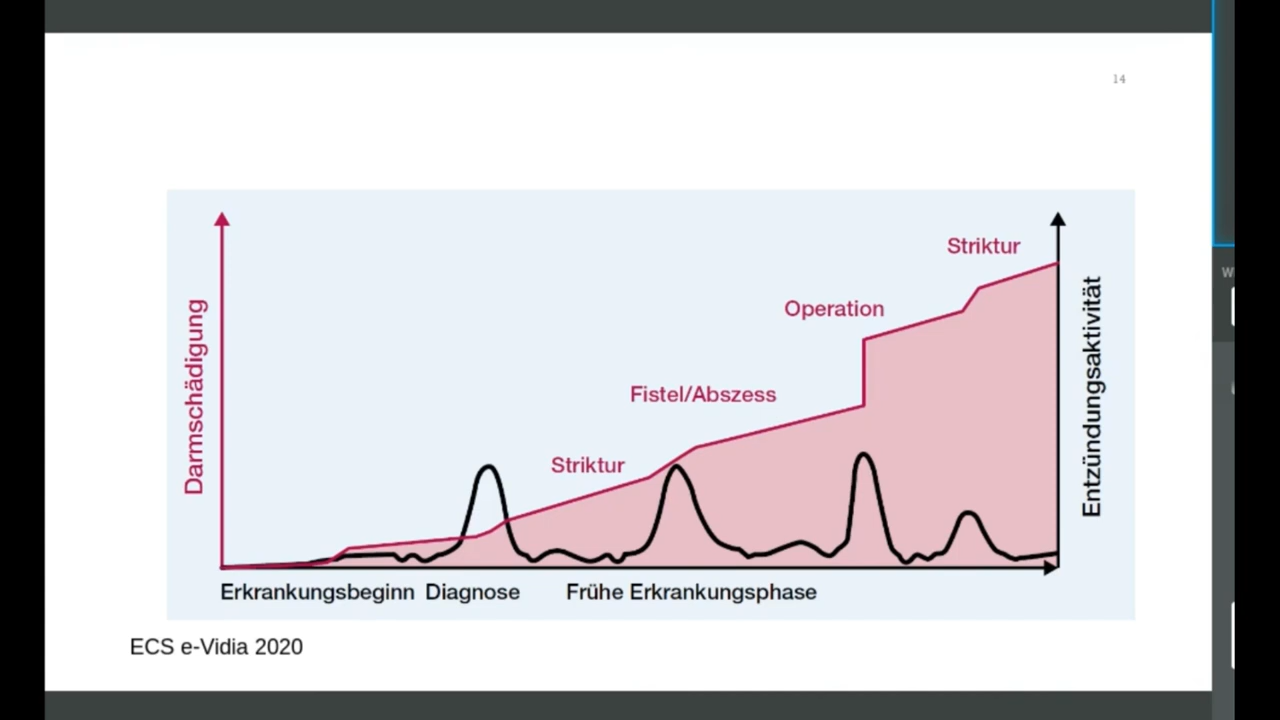 14
Striktur
Operation
Fistel/Abszess
Striktur
Darmschädigung
Entzündungsaktivität
Erkrankungsbeginn Diagnose Frühe Erkrankungsphase
ECS e-Vidia 2020